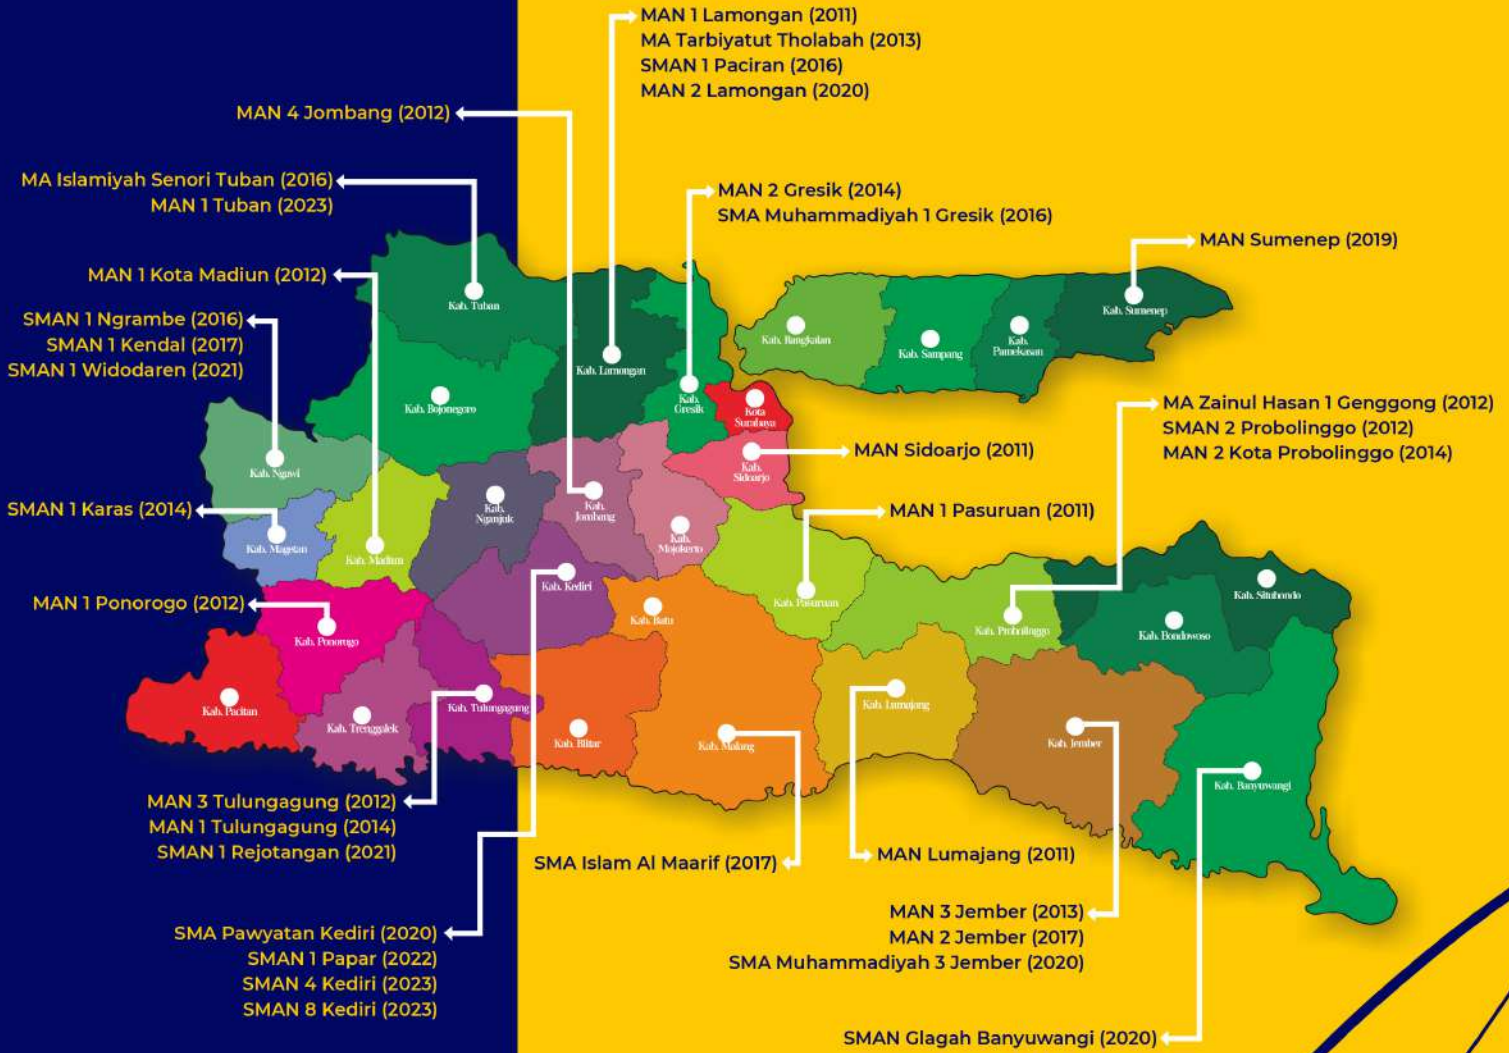 MAN 1 Lamongan (2011)
MA Tarbiyatut Tholabah (2013)
SMAN 1 Paciran (2016)
MAN 2 Lamongan (2020)
MAN 4 Jombang (2012)
MA Islamiyah Senori Tuban (2016)
MAN 1 Tuban (2023)
MAN 2 Gresik (2014)
SMA Muhammadiyah 1 Gresik (2016)
MAN Sumenep (2019)
MAN 1 Kota Madiun (2012)
SMAN 1 Ngrambe (2016)
SMAN 1 Kendal (2017)
SMAN 1 Widodaren (2021)
Kab. Tuban
Kab. Sumenep
Kab. Bangkalan
Kab. Sampang
Kab.
Pamekasan
Kab. Lamongan
Kab. Bojonegoro
Kab.
Gresik
Kota
Surabaya
MA Zainul Hasan 1 Genggong (2012)
SMAN 2 Probolinggo (2012)
MAN 2 Kota Probolinggo (2014)
MAN Sidoarjo (2011)
Kab. Ngawi
Kab.
Sidoarjo
SMAN 1 Karas (2014)
Kab.
Nganjuk
Kab.
Jombang
Kab.
Mojokerto
MAN 1 Pasuruan (2011)
Kab. Magetan
Kab. Madiun
Kab. Kediri
Kab. Pasuruan
Kab. Situbondo
MAN 1 Ponorogo (2012)
Kab. Ponorogo
Kab. Batu
Kab. Probolinggo
Kab. Bondowoso
Kab. Pacitan
Kab. Trenggalek
Kab. Tulungagung
Kab. Blitar
Kab. Malang
Kab. Lumajang
Kab. Jember
Kab. Banyuwangi
MAN 3 Tulungagung (2012)
MAN 1 Tulungagung (2014)
SMAN 1 Rejotangan (2021)
SMA Islam Al Maarif (2017)
MAN Lumajang (2011)
SMA Pawyatan Kediri (2020)
SMAN 1 Papar (2022)
SMAN 4 Kediri (2023)
SMAN 8 Kediri (2023)
MAN 3 Jember (2013)
MAN 2 Jember (2017)
SMA Muhammadiyah 3 Jember (2020)
SMAN Glagah Banyuwangi (2020)